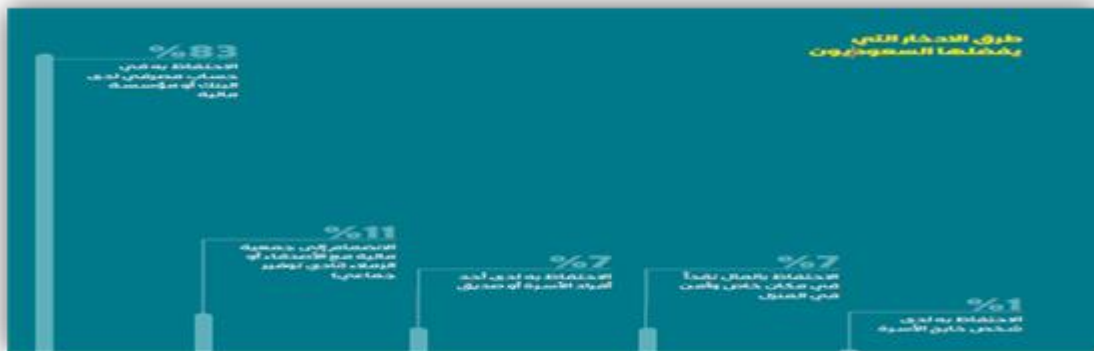 طرق الادخار التي
يفضلها السعوديون
%83
الاحتفاظ به في
حساب مصرفي لدى
البنك أو مؤسسة
مالية
%11
الانضمام إلى جمعية
مالية مع الأصدقاء أو
الزملاء (نادي توفير
جماعي)
%7
الاحتفاظ به لدى أحد
أفراد الأسرة أو صديق
%7
الاحتفاظ بالمال نقداً
في مكان خاص وآمن
في المنزل
%1
الاحتفاظ به لدى
شخص خارج الأسرة